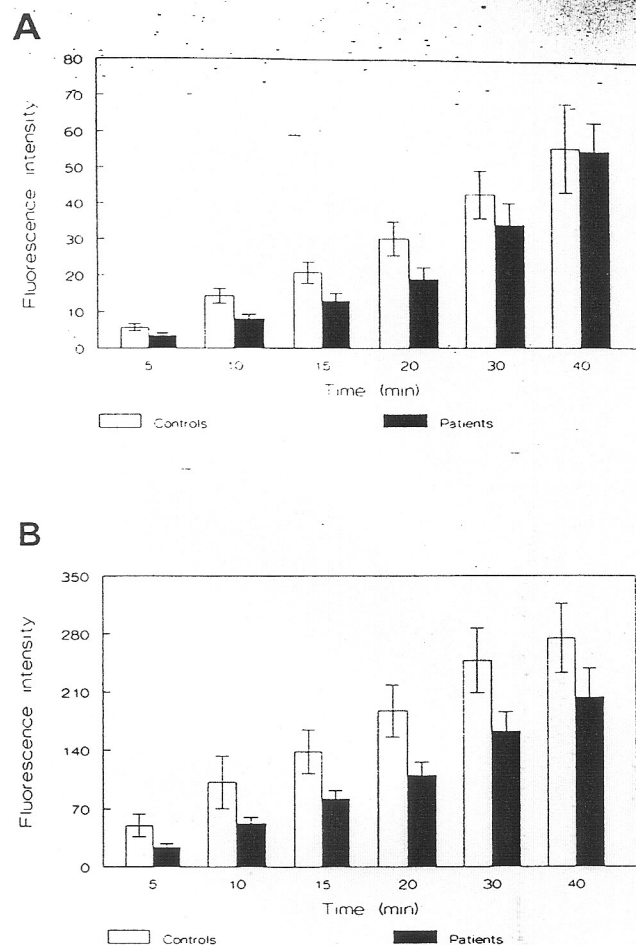 A
80
70
60
50
40
30
20
10
0
Fluorescence intensity
5 10 15 20 30 40
Time (min)
Controls Patients
B
350
280
210
140
70
0
Fluorescence intensity
5 10 15 20 30 40
Time (min)
Controls Patients